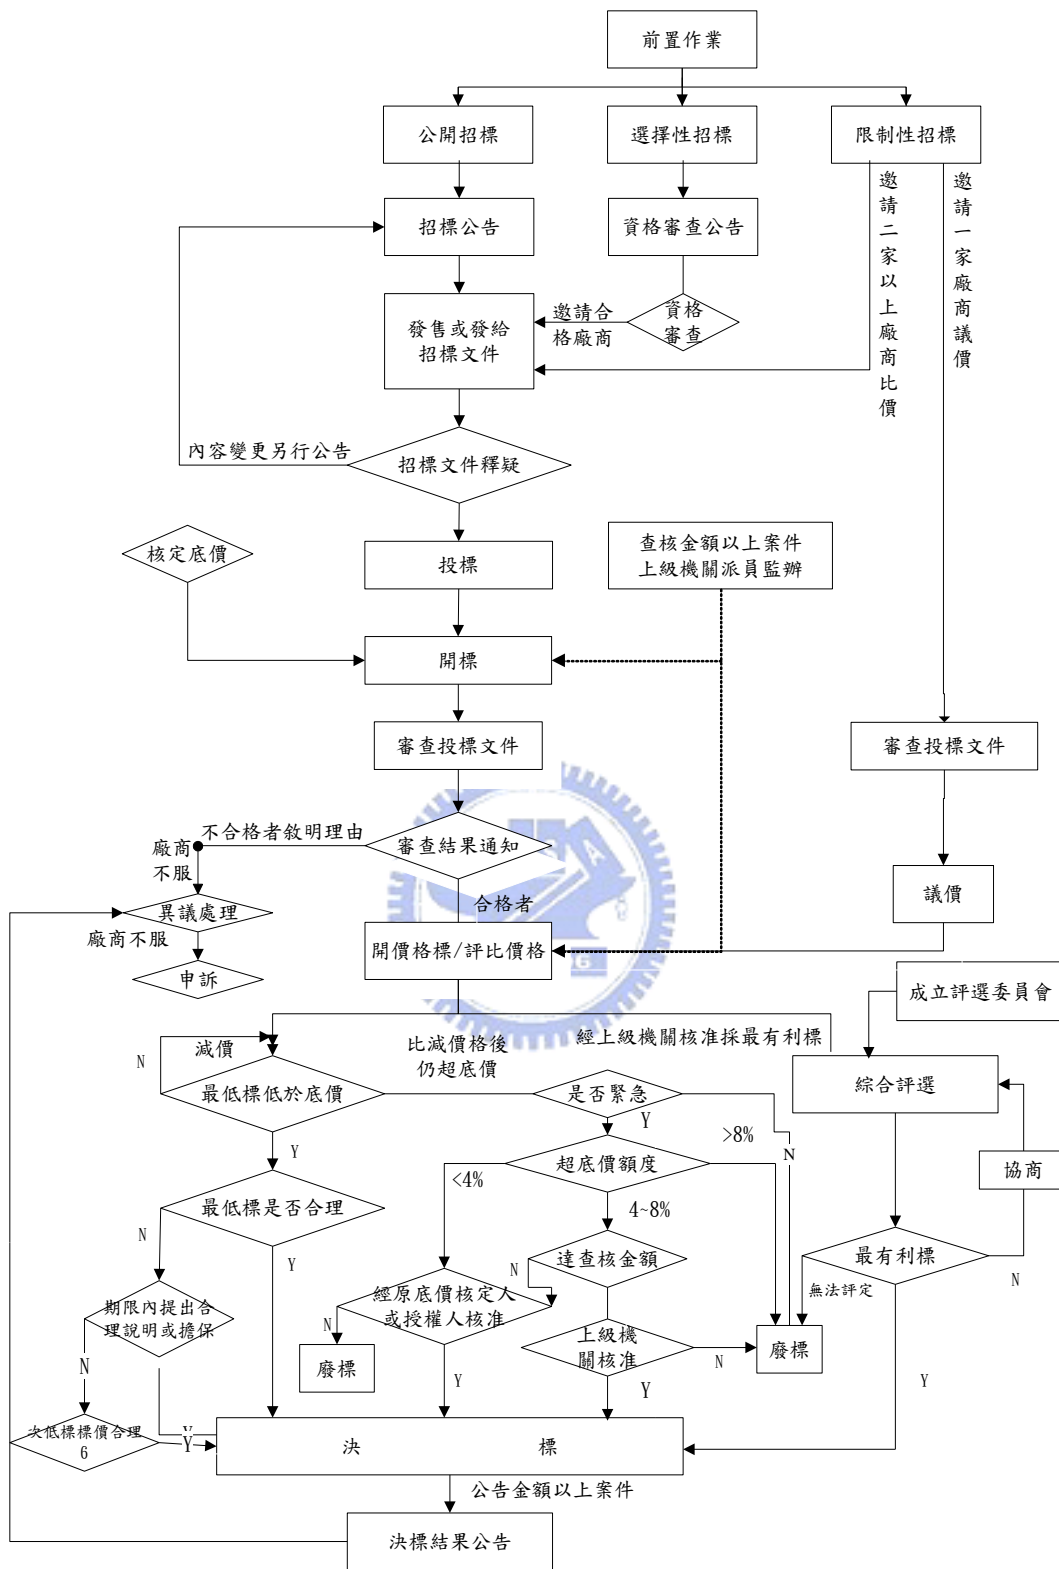 前置作業
公開招標
選擇性招標
限制性招標
招標公告
資格審查公告
邀請二家以上廠商比價
邀請一家廠商議價
發售或發給
招標文件
邀請合
格廠商
資格
審查
內容變更另行公告
招標文件釋疑
核定底價
投標
查核金額以上案件
上級機關派員監辦
開標
審查投標文件
審查投標文件
不合格者敘明理由
審查結果通知
廠商
不服
異議處理
合格者
議價
廠商不服
申訴
開價格標/評比價格
成立評選委員會
減價
比減價格後
仍超底價
經上級機關核准採最有利標
N
最低標低於底價
是否緊急
綜合評選
Y
Y
>8%
N
超底價額度
<4%
協商
最低標是否合理
4~8%
N
Y
N
達查核金額
最有利標
N
無法評定
期限內提出合
理說明或擔保
經原底價核定人
或授權人核准
N
上級機
關核准
N
廢標
廢標
N
Y
Y
Y
次低標標價合理
6
Y
決 標
公告金額以上案件
決標結果公告